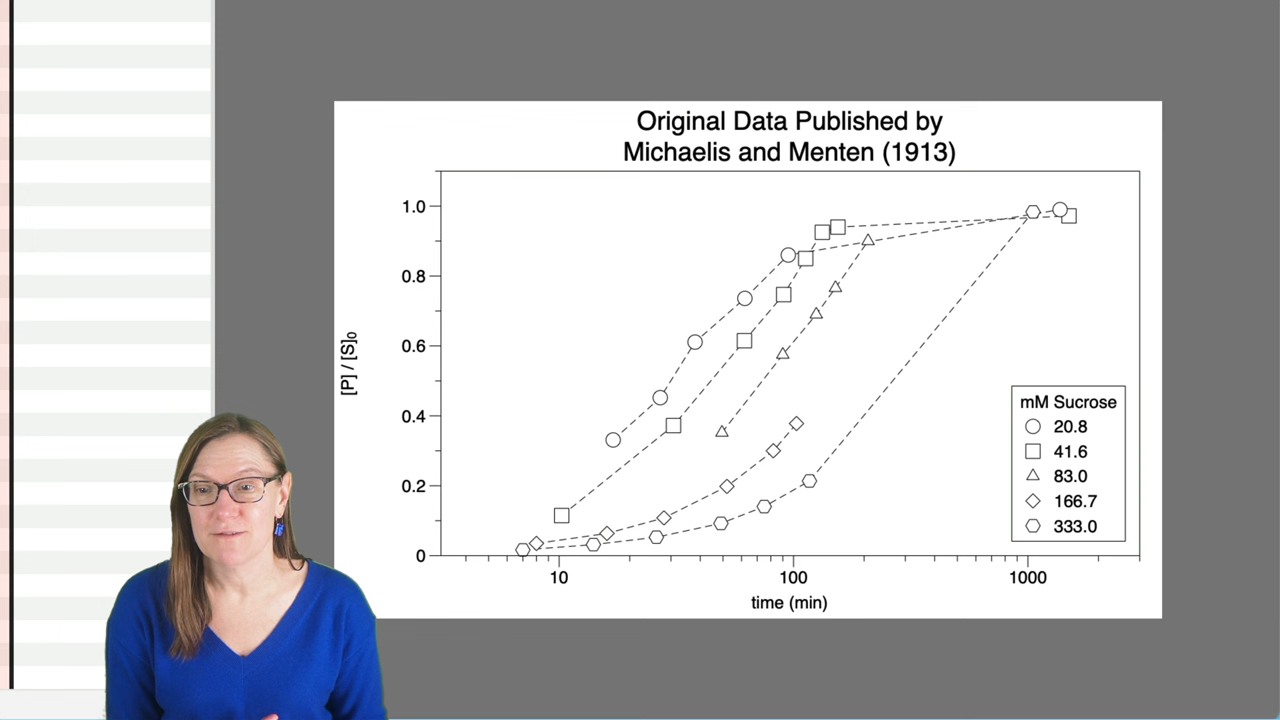 Original Data Published by
Michaelis and Menten (1913)
[P] / [S]₀
1.0
0.8
0.6
0.4
0.2
0
10
100
1000
time (min)
mM Sucrose
20.8
41.6
83.0
166.7
333.0